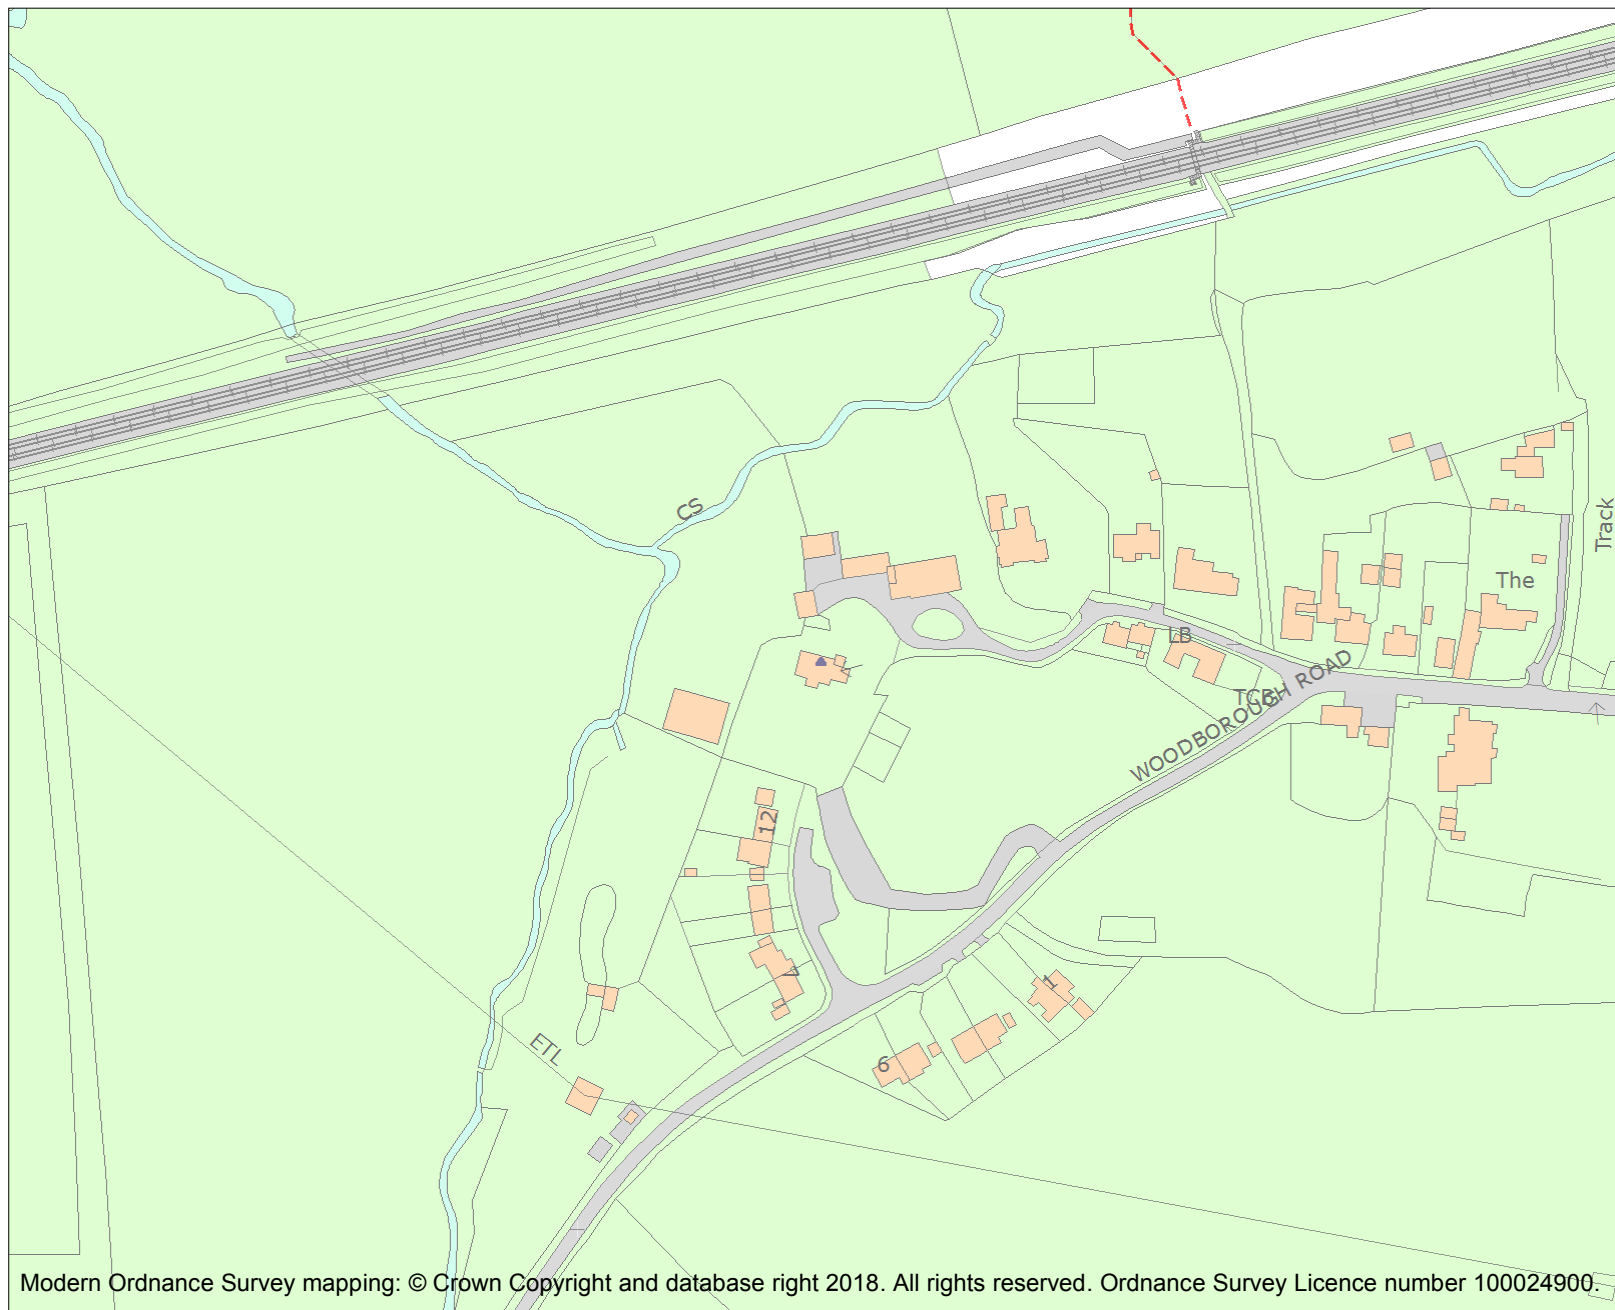 CS
Track
The
LB
TCB
WOODBOROUGH ROAD
12
7
1
6
ETL
Modern Ordnance Survey mapping: © Crown Copyright and database right 2018. All rights reserved. Ordnance Survey Licence number 100024900.